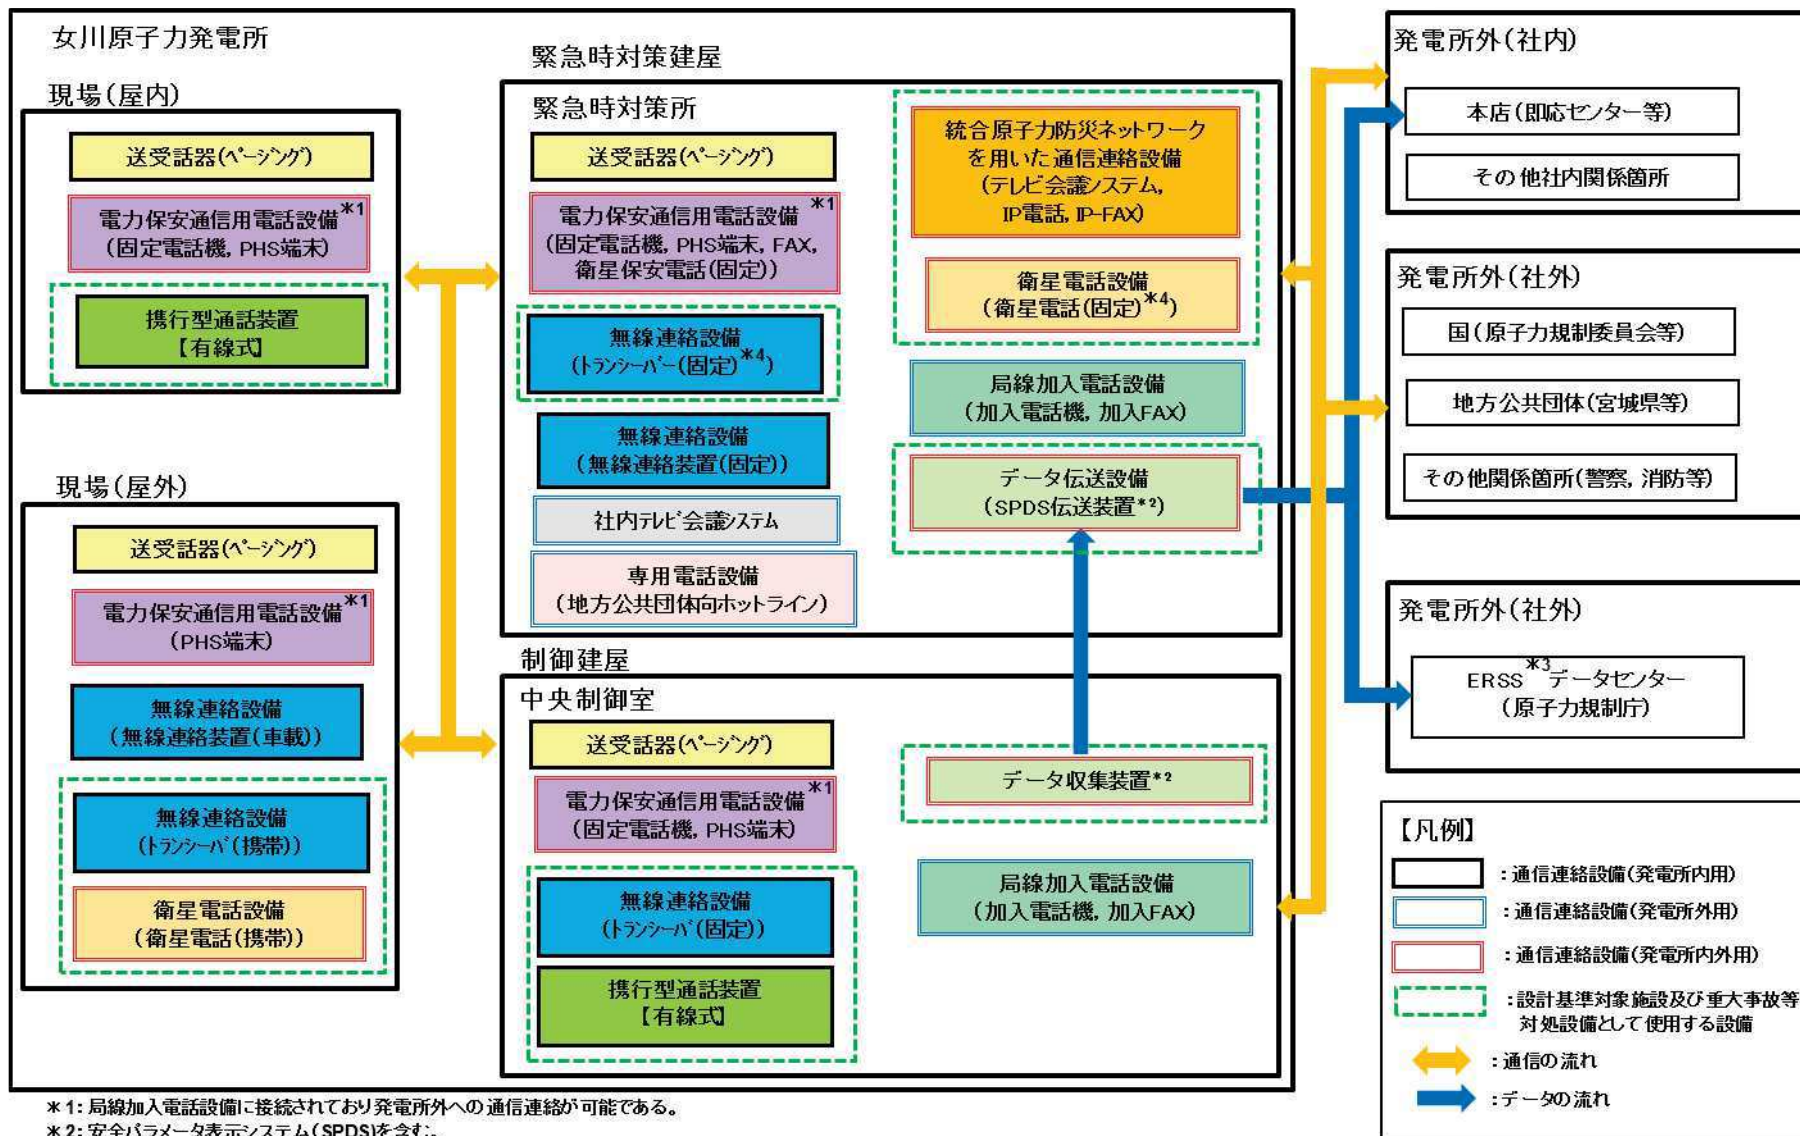 女川原子力発電所
現場(屋内)
送受話器(ページング)
電力保安通信用電話設備*1
(固定電話機, PHS端末)
携行型通話装置
【有線式】
現場(屋外)
送受話器(ページング)
電力保安通信用電話設備*1
(PHS端末)
無線連絡設備
(無線連絡装置(車載))
無線連絡設備
(トランシーバ(携帯))
衛星電話設備
(衛星電話(携帯))
緊急時対策建屋
緊急時対策所
送受話器(ページング)
電力保安通信用電話設備*1
(固定電話機, PHS端末, FAX,
衛星保安電話(固定))
無線連絡設備
(トランシーバー(固定)*4)
無線連絡設備
(無線連絡装置(固定))
社内テレビ会議システム
専用電話設備
(地方公共団体向ホットライン)
統合原子力防災ネットワーク
を用いた通信連絡設備
(テレビ会議システム,
IP電話, IP-FAX)
衛星電話設備
(衛星電話(固定)*4)
局線加入電話設備
(加入電話機, 加入FAX)
データ伝送設備
(SPDS伝送装置*2)
制御建屋
中央制御室
送受話器(ページング)
電力保安通信用電話設備*1
(固定電話機, PHS端末)
無線連絡設備
(トランシーバ(固定))
携行型通話装置
【有線式】
データ収集装置*2
局線加入電話設備
(加入電話機, 加入FAX)
発電所外(社内)
本店(即応センター等)
その他社内関係箇所
発電所外(社外)
国(原子力規制委員会等)
地方公共団体(宮城県等)
その他関係箇所(警察, 消防等)
発電所外(社外)
ERSS*3データセンター
(原子力規制庁)
【凡例】
:通信連絡設備(発電所内用)
:通信連絡設備(発電所外用)
:通信連絡設備(発電所内外用)
:設計基準対象施設及び重大事故等
対処設備として使用する設備
:通信の流れ
:データの流れ
*1:局線加入電話設備に接続されており発電所外への通信連絡が可能である。
*2:安全パラメータ表示システム(SPDS)を含む。